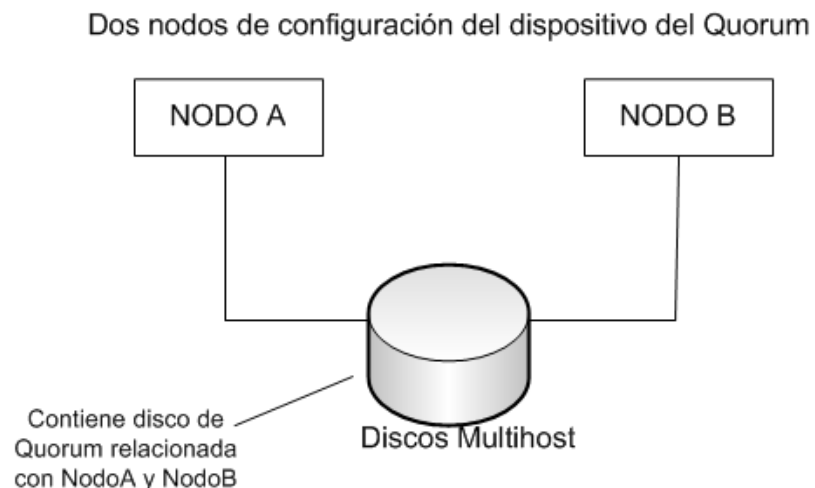 Dos nodos de configuración del dispositivo del Quorum
NODO A
NODO B
Contiene disco de
Quorum relacionada
con NodoA y NodoB
Discos Multihost